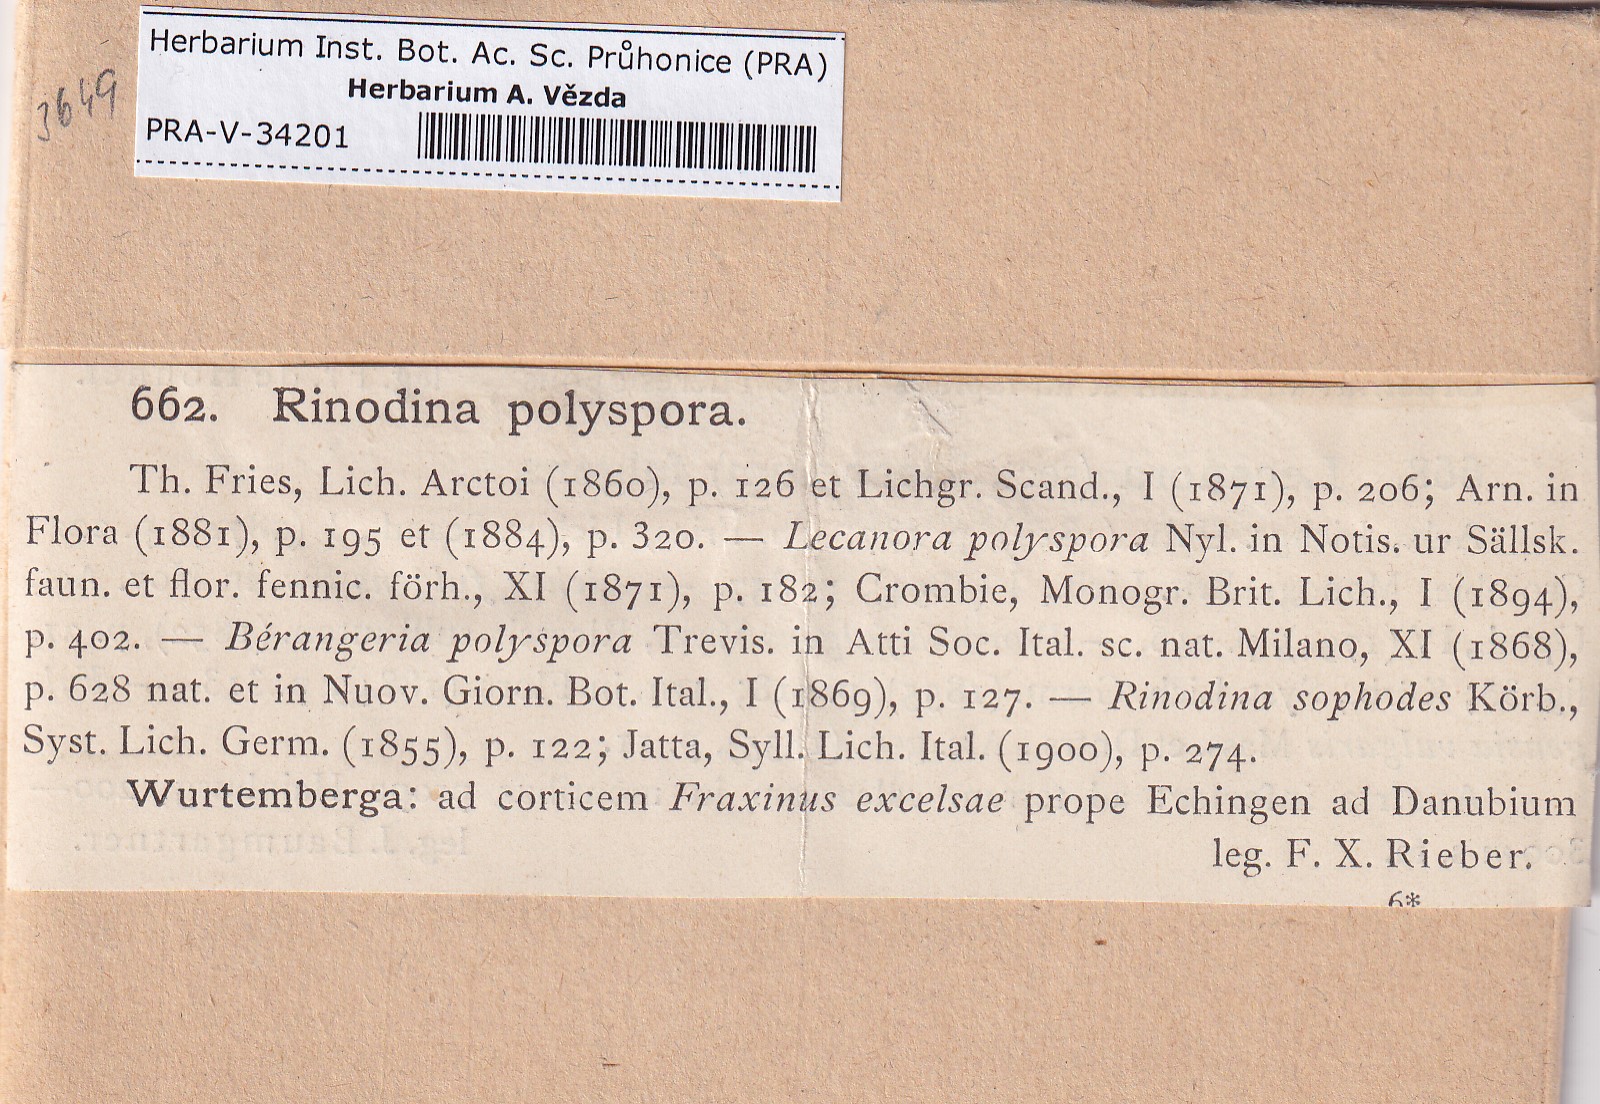 Herbarium Inst. Bot. Ac. Sc. Průhonice (PRA)
Herbarium A. Vězda
3649
PRA-V-34201
662. Rinodina polyspora.
Th. Fries, Lich. Arctoi (1860), p. 126 et Lichgr. Scand., I (1871), p. 206; Arn. in
Flora (1881), p. 195 et (1884), p. 320. — Lecanora polyspora Nyl. in Notis. ur Sällsk.
faun. et flor. fennic. förh., XI (1871), p. 182; Crombie, Monogr. Brit. Lich., I (1894),
p. 402. — Bérangeria polyspora Trevis. in Atti Soc. Ital. sc. nat. Milano, XI (1868),
p. 628 nat. et in Nuov. Giorn. Bot. Ital., I (1869), p. 127. — Rinodina sophodes Körb.,
Syst. Lich. Germ. (1855), p. 122; Jatta, Syll. Lich. Ital. (1900), p. 274.
Wurtemberga: ad corticem Fraxinus excelsae prope Echingen ad Danubium
leg. F. X. Rieber.
6*